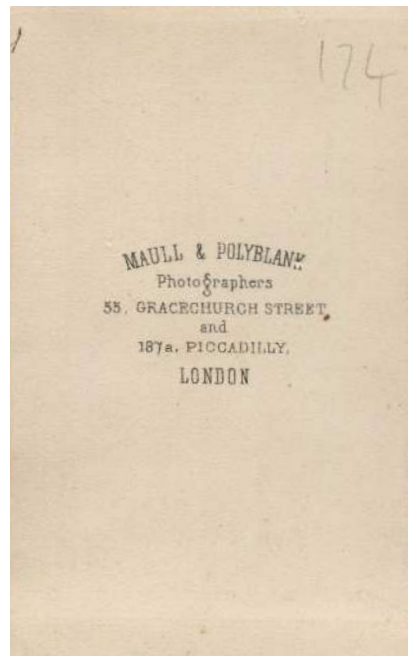 174
MAULL & POLYBLANK
Photographers
55, GRACECHURCH STREET,
and
187a, PICCADILLY,
LONDON